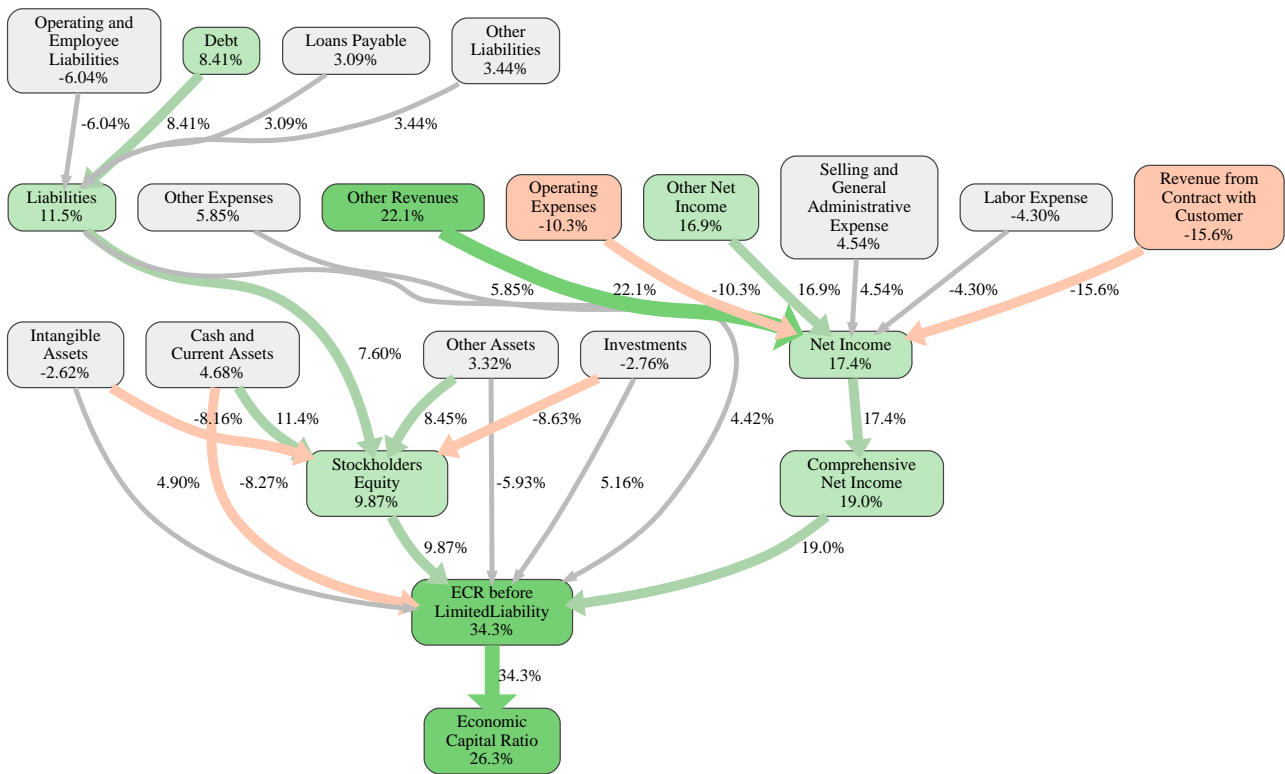 Operating and
Employee
Liabilities
-6.04%
Debt
8.41%
Loans Payable
3.09%
Other
Liabilities
3.44%
-6.04%
8.41%
3.09%
3.44%
Liabilities
11.5%
Other Expenses
5.85%
Other Revenues
22.1%
Operating
Expenses
-10.3%
Other Net
Income
16.9%
Selling and
General
Administrative
Expense
4.54%
Labor Expense
-4.30%
Revenue from
Contract with
Customer
-15.6%
5.85%
22.1%
-10.3%
16.9%
4.54%
-4.30%
-15.6%
Intangible
Assets
-2.62%
Cash and
Current Assets
4.68%
7.60%
Other Assets
3.32%
Investments
-2.76%
Net Income
17.4%
-8.16%
11.4%
8.45%
-8.63%
4.42%
17.4%
Stockholders
Equity
9.87%
Comprehensive
Net Income
19.0%
4.90%
-8.27%
-5.93%
5.16%
9.87%
19.0%
ECR before
LimitedLiability
34.3%
34.3%
Economic
Capital Ratio
26.3%